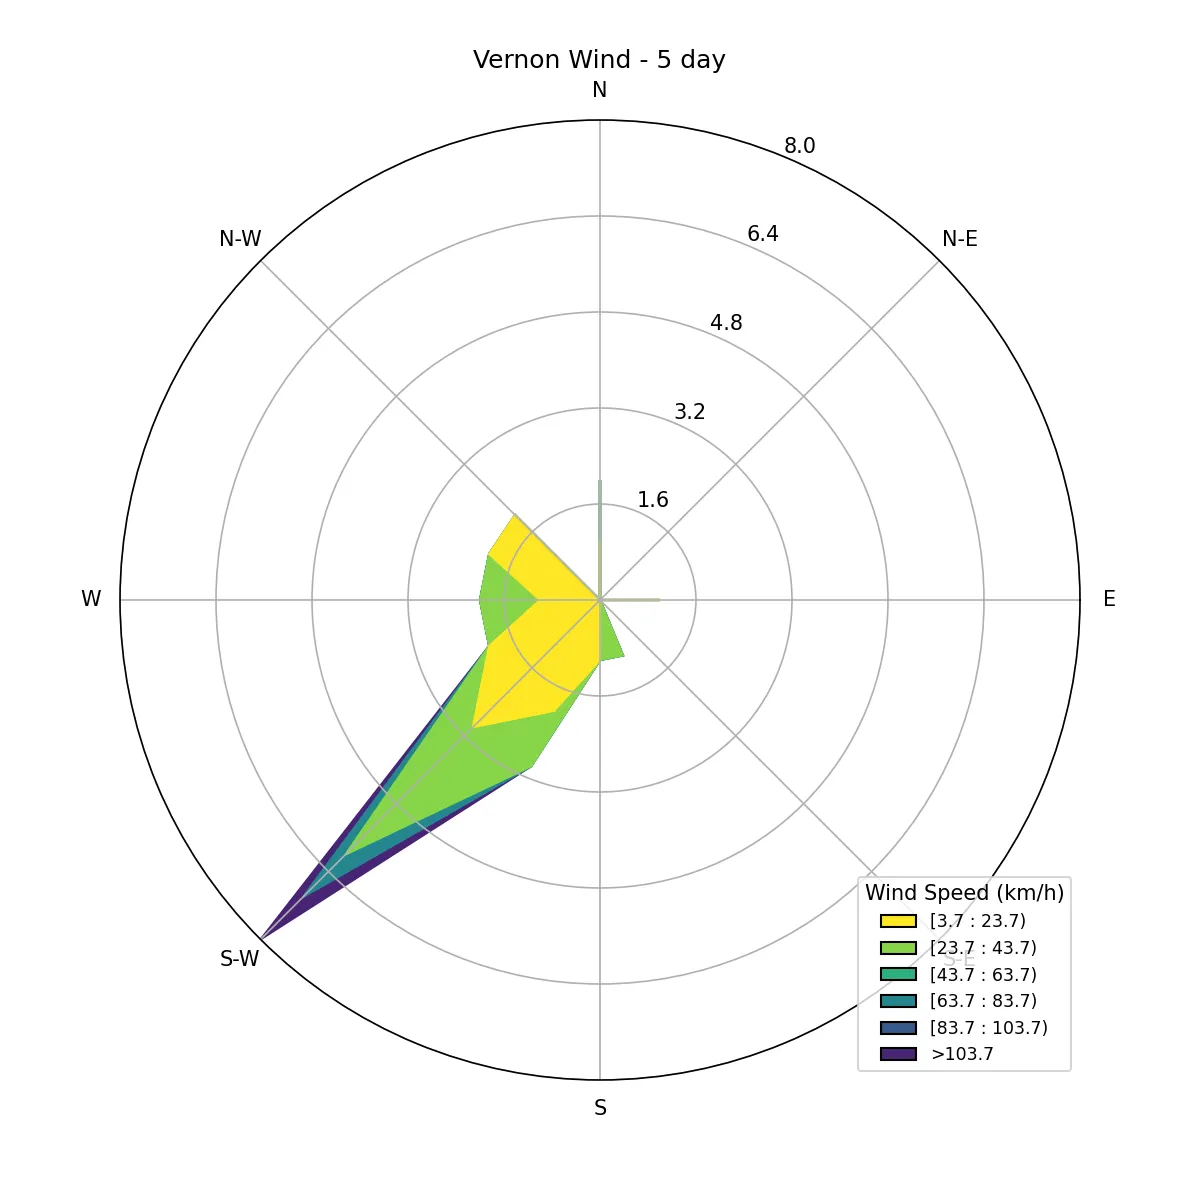 Vernon Wind - 5 day
N
8.0
N-W
6.4
N-E
4.8
3.2
1.6
W
E
Wind Speed (km/h)
[3.7 : 23.7)
[23.7 : 43.7)
S-W
S-E
[43.7 : 63.7)
[63.7 : 83.7)
[83.7 : 103.7)
>103.7
S